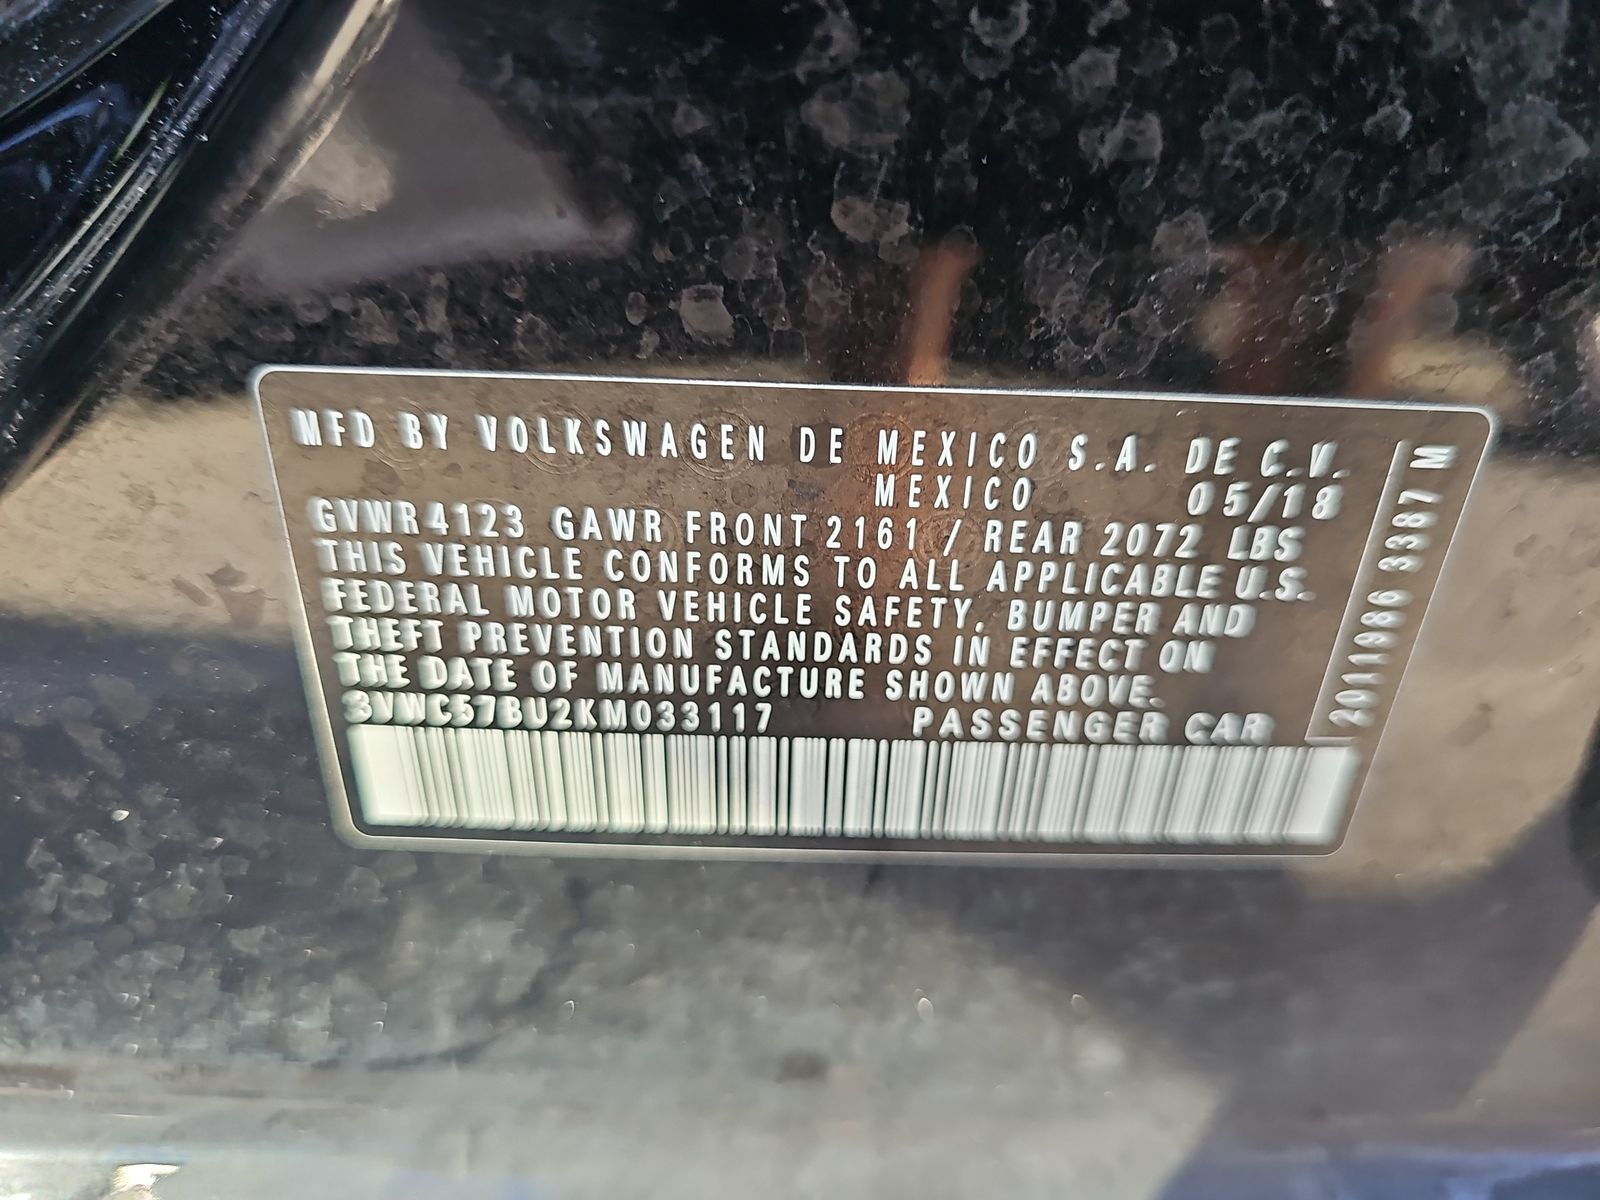 MFD BY VOLKSWAGEN DE MEXICO S.A. DE C.V.
MEXICO 05/18
GVWR 4123 GAWR FRONT 2161 / REAR 2072 LBS
THIS VEHICLE CONFORMS TO ALL APPLICABLE U.S.
FEDERAL MOTOR VEHICLE SAFETY, BUMPER AND
THEFT PREVENTION STANDARDS IN EFFECT ON
THE DATE OF MANUFACTURE SHOWN ABOVE.
3VWC57BU2KM033117 PASSENGER CAR
2011986 3387 M